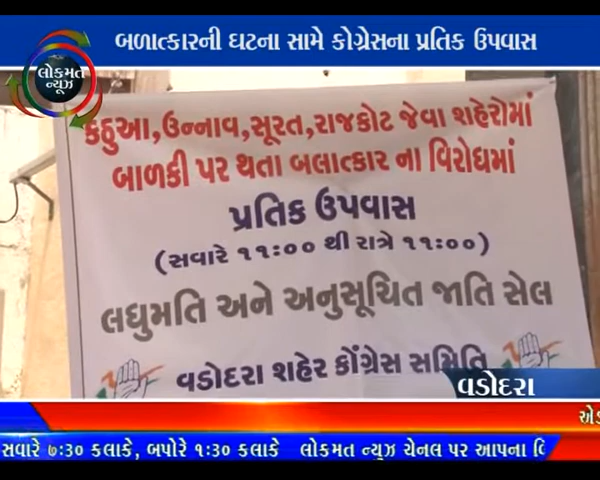 બળાત્કારની ઘટના સામે કોગ્રેસના પ્રતિક ઉપવાસ
લોકમત
ન્યૂઝ
કઠુઆ,ઉન્નાવ,સૂરત,રાજકોટ જેવા શહેરોમાં
બાળકી પર થતા બલાત્કાર ના વિરોધમાં
પ્રતિક ઉપવાસ
(સવારે ૧૧:૦૦ થી રાત્રે ૧૧:૦૦)
લઘુમતિ અને અનુસૂચિત જાતિ સેલ
વડોદરા શહેર કોંગ્રેસ સમિતિ
વડોદરા
સવારે ૭:૩૦ કલાકે, બપોરે ૧:૩૦ કલાકે લોકમત ન્યુઝ ચેનલ પર આપના